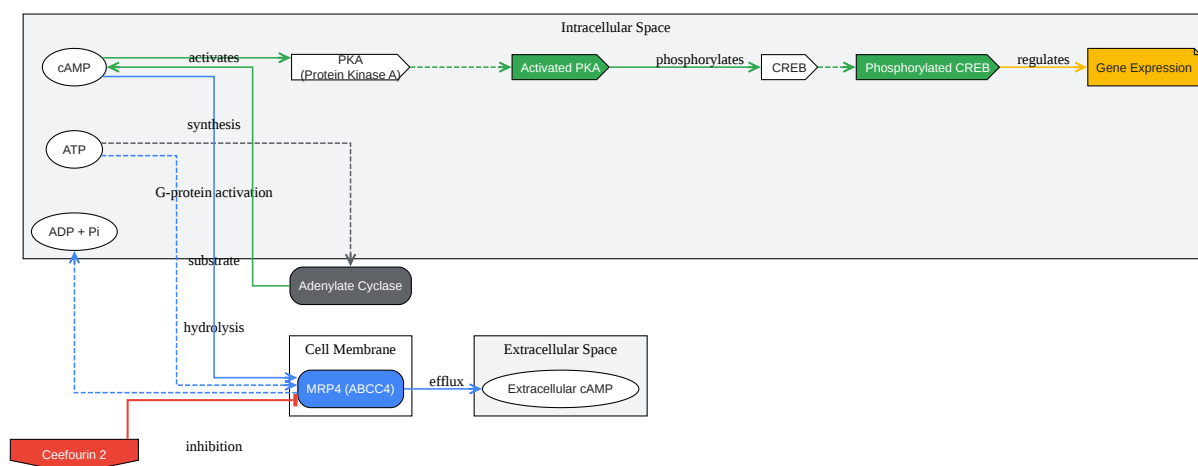 Intracellular Space
cAMP
activates
PKA
(Protein Kinase A)
Activated PKA
phosphorylates
CREB
Phosphorylated CREB
regulates
Gene Expression
synthesis
ATP
G-protein activation
ADP + Pi
substrate
Adenylate Cyclase
hydrolysis
Cell Membrane
Extracellular Space
MRP4 (ABCC4)
efflux
Extracellular cAMP
inhibition
Ceefourin 2